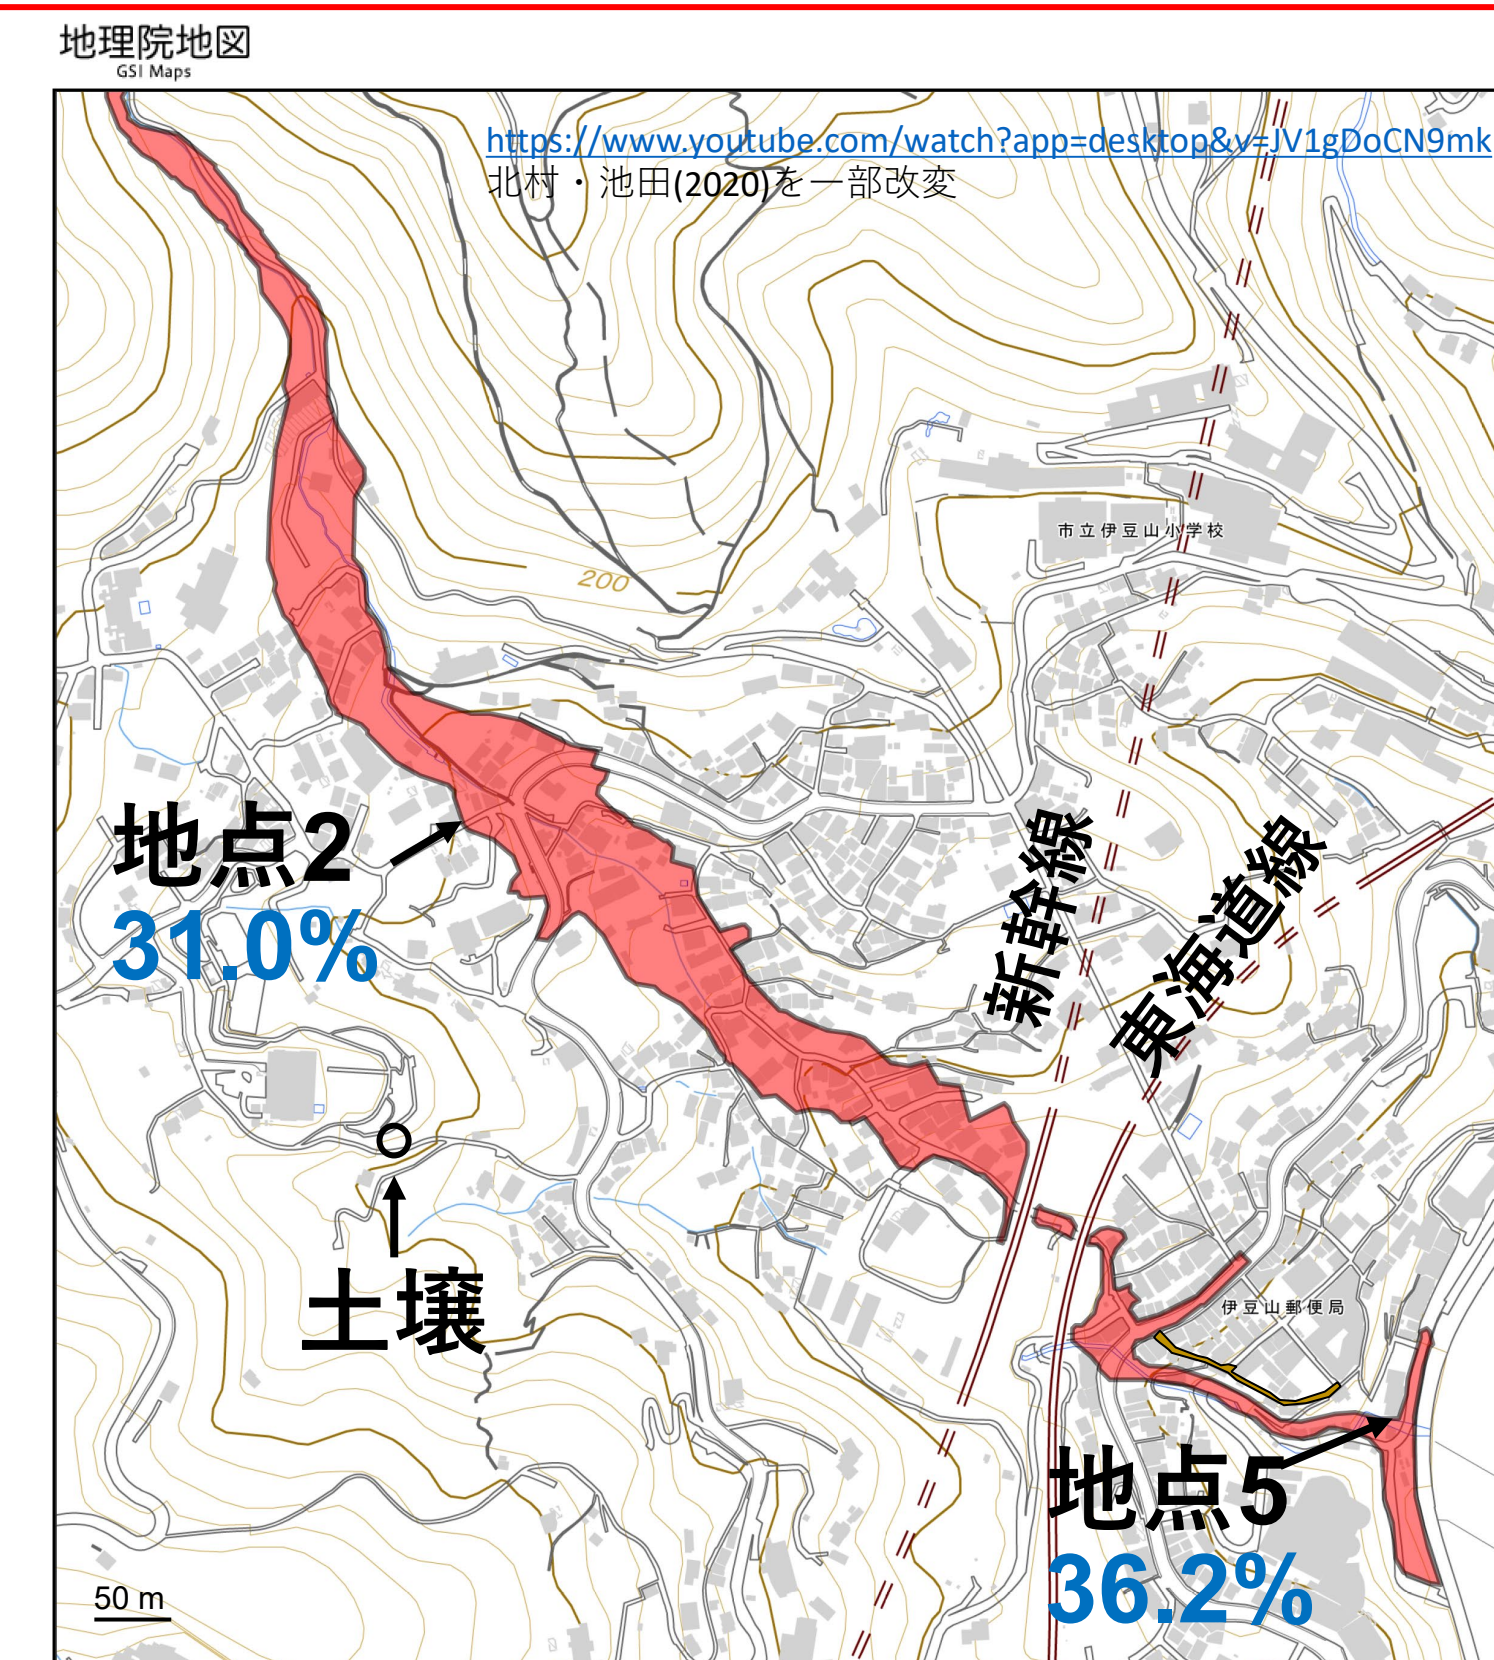 地理院地図
GSI Maps
https://www.youtube.com/watch?app=desktop&v=JV1gDoCN9mk
北村・池田(2020)を一部改変
市立伊豆山小学校
200
地点2
31.0%
新幹線
東海道線
土壌
伊豆山郵便局
地点5
36.2%
50 m